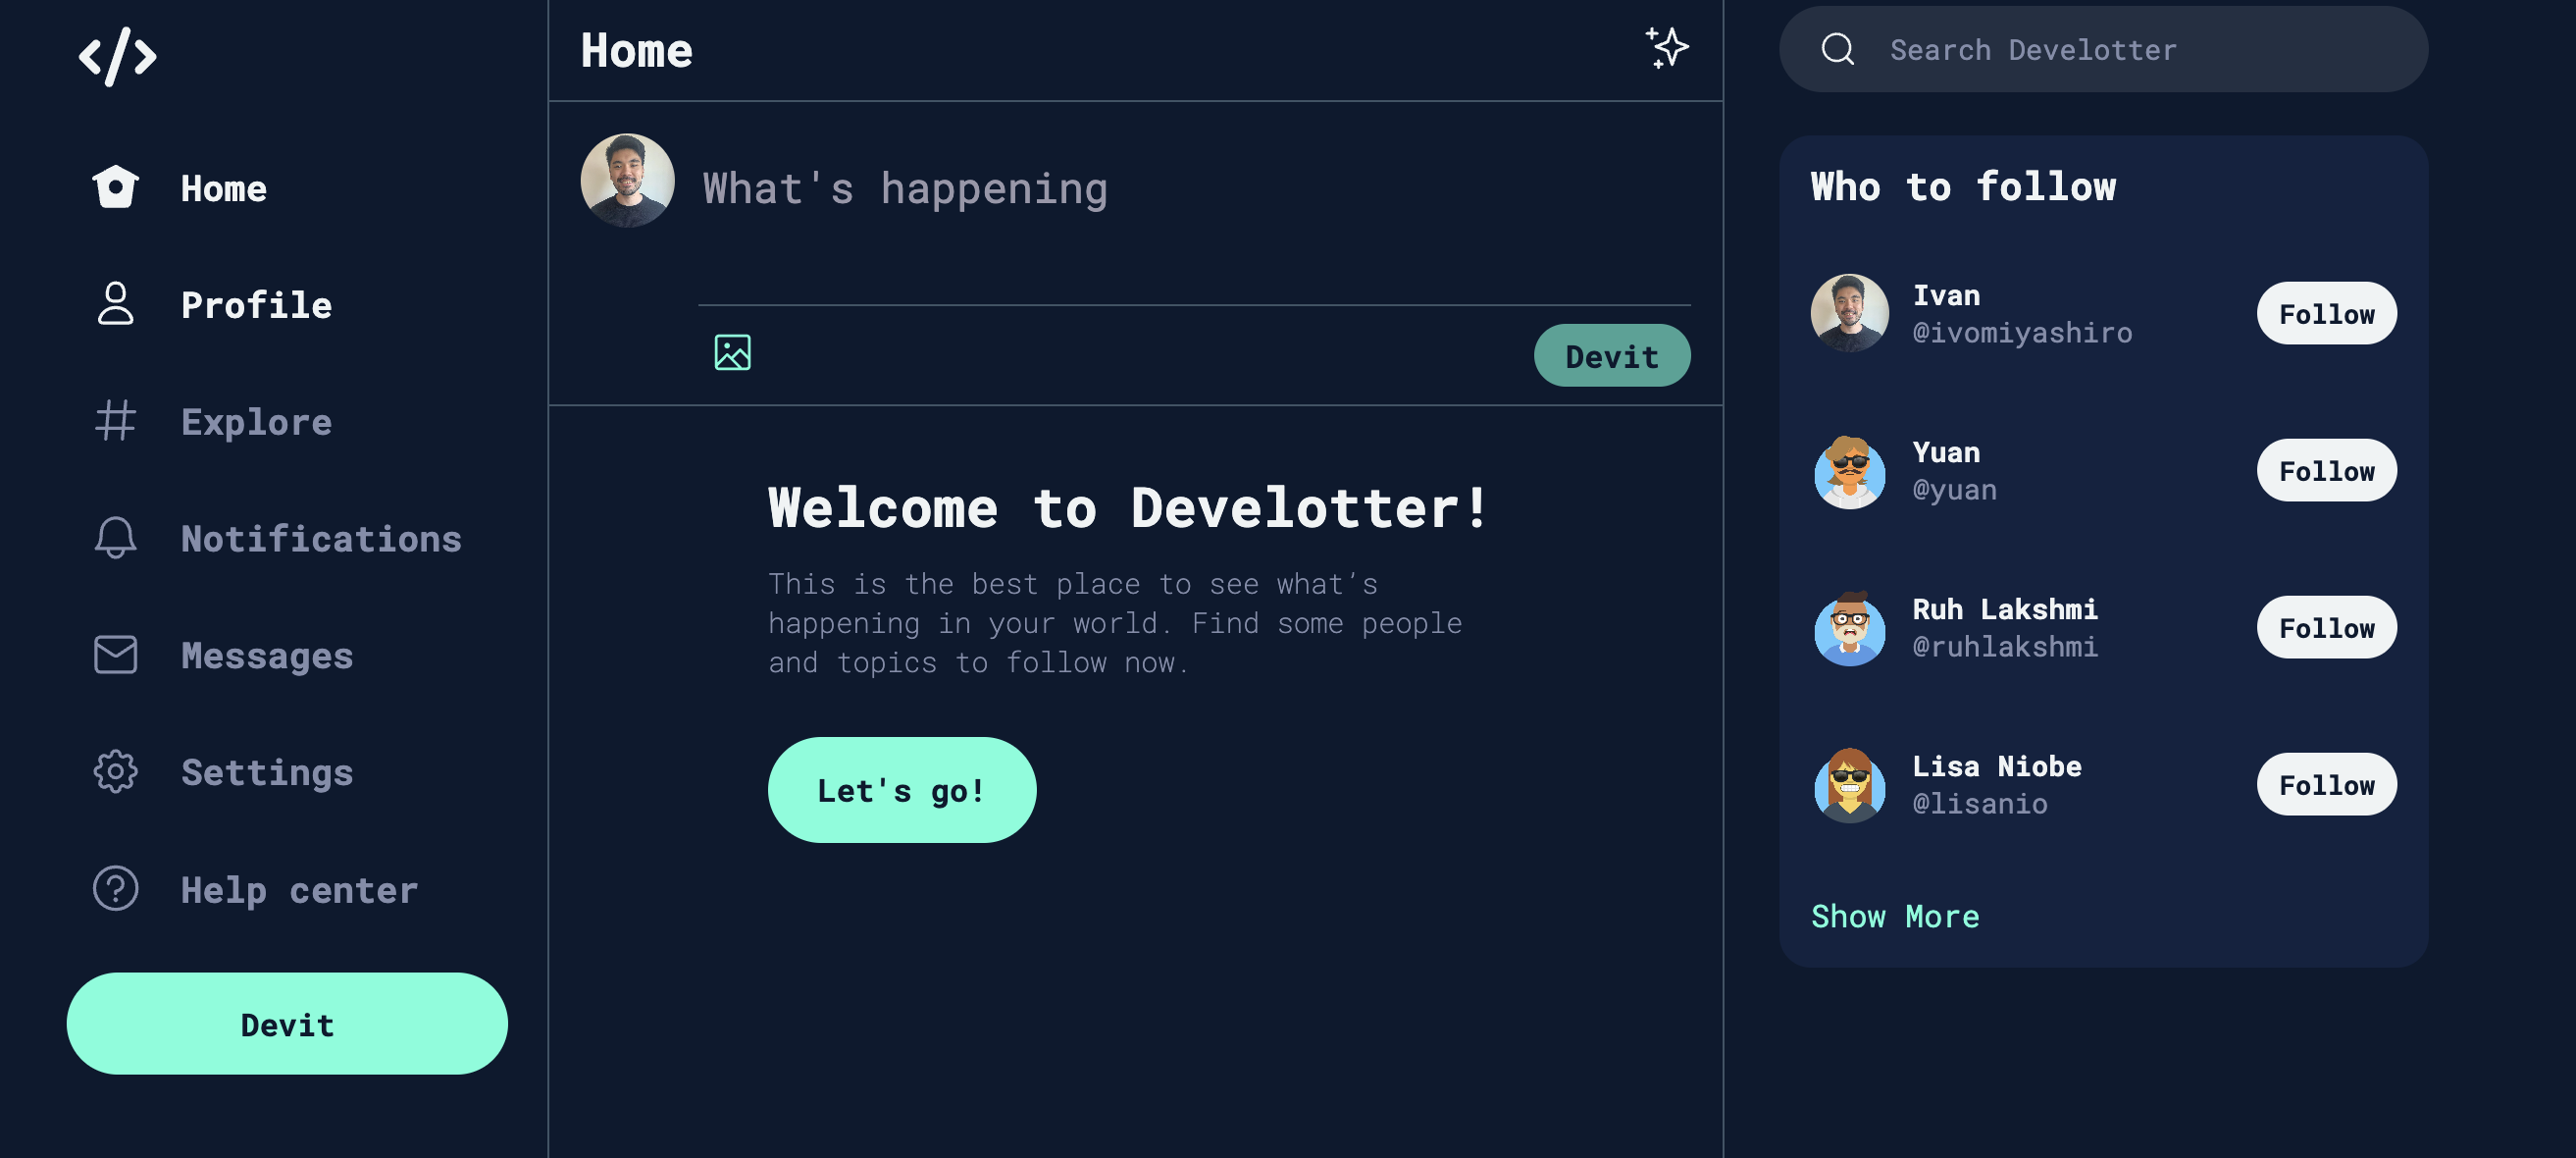 Home
Profile
Explore
Notifications
Messages
Settings
Help center
Devit
Home
What's happening
Devit
Welcome to Develotter!
This is the best place to see what’s
happening in your world. Find some people
and topics to follow now.
Let's go!
Search Develotter
Who to follow
Ivan
@ivomiyashiro
Follow
Yuan
@yuan
Follow
Ruh Lakshmi
@ruhlakshmi
Follow
Lisa Niobe
@lisanio
Follow
Show More